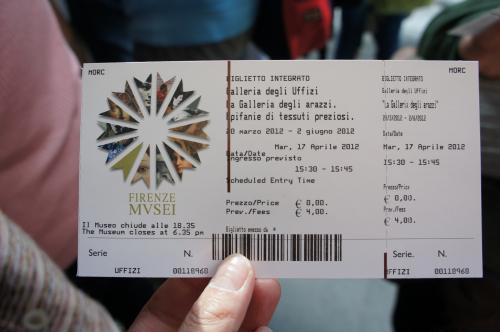 MORC
MORC
BIGLIETTO INTEGRATO
Galleria degli Uffizi
La Galleria degli arazzi.
Epifanie di tessuti preziosi.
20 marzo 2012 - 2 giugno 2012
Data/Date
Mar, 17 Aprile 2012
Ingresso previsto
15:30 - 15:45
Scheduled Entry Time
Prezzo/Price € 0,00.
Prev./Fees € 4,00.
FIRENZE
MVSEI
Il Museo chiude alle 18.35
The Museum closes at 6.35 pm
Serie N.
UFFIZI 00118968
BIGLIETTO INTEGRATO
Galleria degli Uffizi
"La Galleria degli arazzi"
Data/Date
Mar, 17 Aprile 2012
15:30 - 15:45
Prezzo/Price
€ 0,00.
Prev./Fees
€ 4,00.
Serie. N.
UFFIZI 00118968